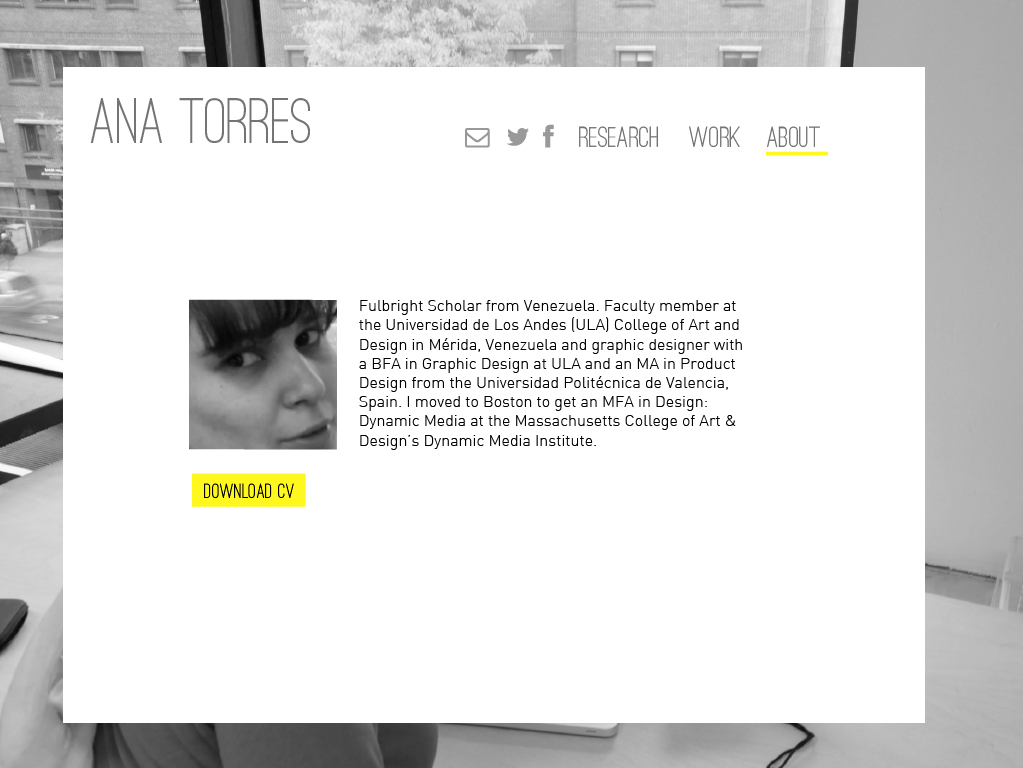 ANA TORRES
RESEARCH WORK ABOUT
Fulbright Scholar from Venezuela. Faculty member at
the Universidad de Los Andes (ULA) College of Art and
Design in Mérida, Venezuela and graphic designer with
a BFA in Graphic Design at ULA and an MA in Product
Design from the Universidad Politécnica de Valencia,
Spain. I moved to Boston to get an MFA in Design:
Dynamic Media at the Massachusetts College of Art &
Design's Dynamic Media Institute.
DOWNLOAD CV